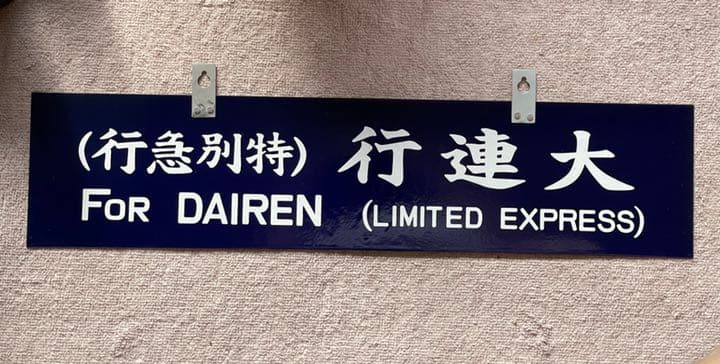 大連行 (特別急行)
FOR DAIREN (LIMITED EXPRESS)